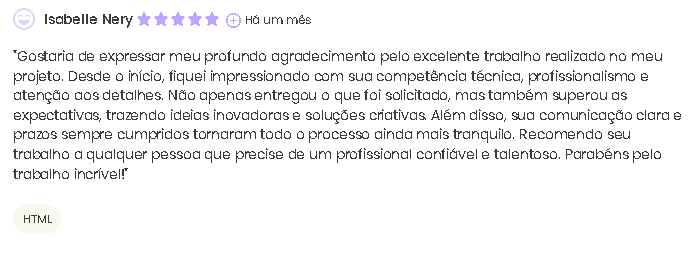 Isabelle Nery Há um mês
"Gostaria de expressar meu profundo agradecimento pelo excelente trabalho realizado no meu
projeto. Desde o início, fiquei impressionado com sua competência técnica, profissionalismo e
atenção aos detalhes. Não apenas entregou o que foi solicitado, mas também superou as
expectativas, trazendo ideias inovadoras e soluções criativas. Além disso, sua comunicação clara e
prazos sempre cumpridos tornaram todo o processo ainda mais tranquilo. Recomendo seu
trabalho a qualquer pessoa que precise de um profissional confiável e talentoso. Parabéns pelo
trabalho incrível!"
HTML